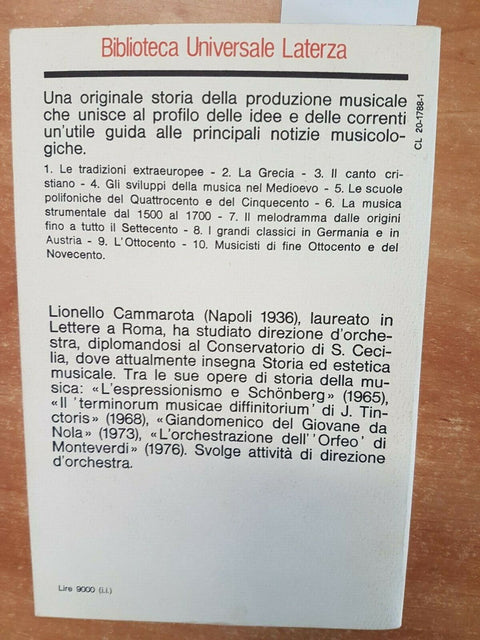 Biblioteca Universale Laterza
Una originale storia della produzione musicale
che unisce al profilo delle idee e delle correnti
un'utile guida alle principali notizie musicolo-
giche.
1. Le tradizioni extraeuropee - 2. La Grecia - 3. Il canto cri-
stiano - 4. Gli sviluppi della musica nel Medioevo - 5. Le scuole
polifoniche del Quattrocento e del Cinquecento - 6. La musica
strumentale dal 1500 al 1700 - 7. Il melodramma dalle origini
fino a tutto il Settecento - 8. I grandi classici in Germania e in
Austria - 9. L'Ottocento - 10. Musicisti di fine Ottocento e del
Novecento.
Lionello Cammarota (Napoli 1936), laureato in
Lettere a Roma, ha studiato direzione d'orche-
stra, diplomandosi al Conservatorio di S. Ceci-
lia, dove attualmente insegna Storia ed estetica
musicale. Tra le sue opere di storia della mu-
sica: «L'espressionismo e Schönberg» (1965),
«Il 'terminorum musicae diffinitorium' di J. Tin-
ctoris» (1968), «Giandomenico del Giovane da
Nola» (1973), «L'orchestrazione dell''Orfeo' di
Monteverdi» (1976). Svolge attività di direzione
d'orchestra.
Lire 9000 (i.i.)
CL 20-1788-1